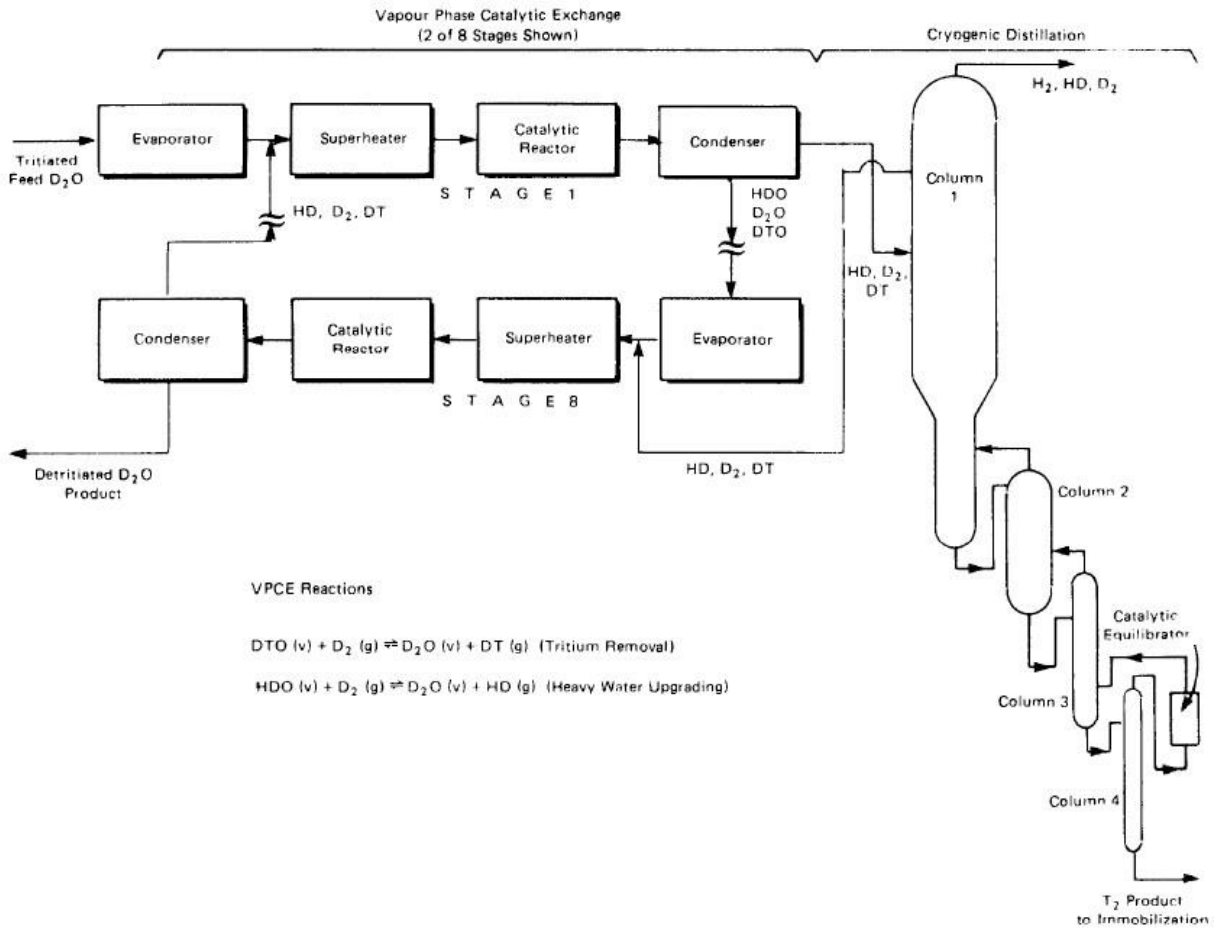 Vapour Phase Catalytic Exchange
(2 of 8 Stages Shown)
Cryogenic Distillation
H₂, HD, D₂
Evaporator
Superheater
Catalytic
Reactor
Condenser
Tritiated
Feed D₂O
STAGE 1
HD, D₂, DT
HDO
D₂O
DTO
Column
1
HD, D₂,
DT
Condenser
Catalytic
Reactor
Superheater
Evaporator
STAGE 8
Detritiated D₂O
Product
HD, D₂, DT
Column 2
VPCE Reactions
DTO (v) + D₂ (g) ⇌ D₂O (v) + DT (g) (Tritium Removal)
HDO (v) + D₂ (g) ⇌ D₂O (v) + HD (g) (Heavy Water Upgrading)
Catalytic
Equilibrator
Column 3
Column 4
T₂ Product
to Immobilization